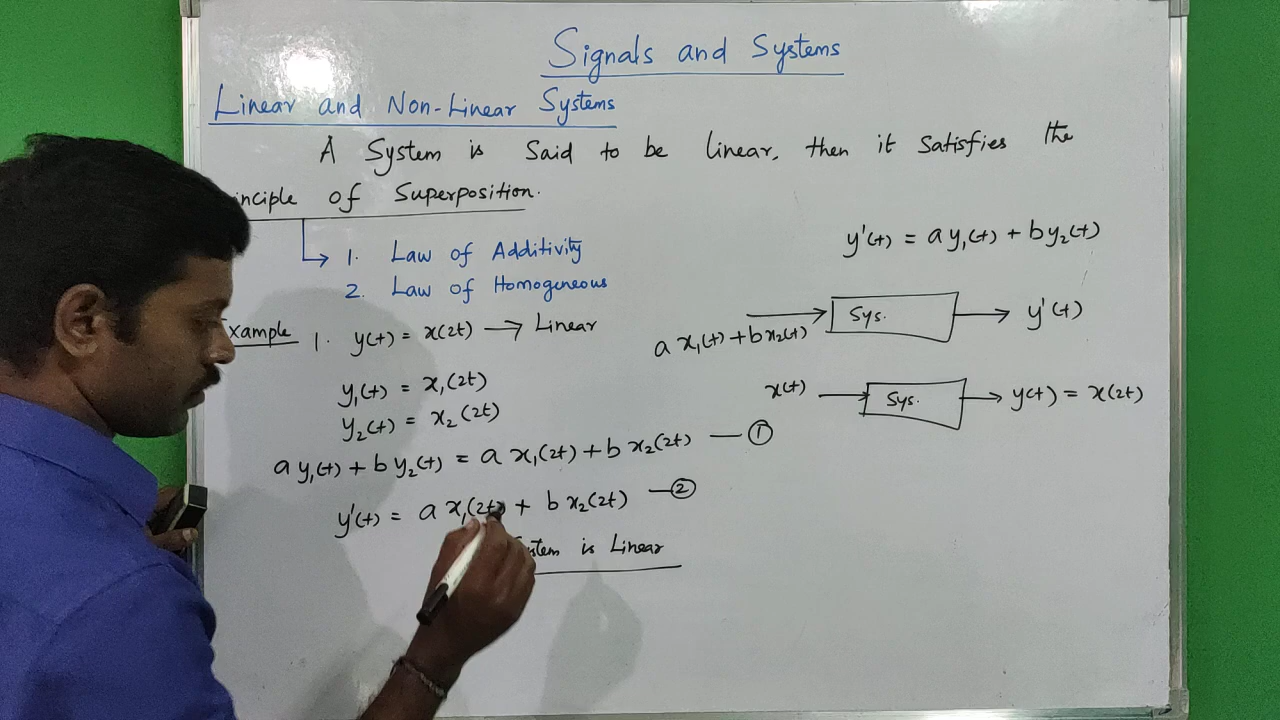 Signals and Systems
Linear and Non-Linear Systems
A System is Said to be linear, then it satisfies the
of Superposition.
1. Law of Additivity
2. Law of Homogeneous
1. y(t) = x(2t) → Linear
y₁(t) = x₁(2t)
y₂(t) = x₂(2t)
a y₁(t) + b y₂(t) = a x₁(2t) + b x₂(2t) — ①
y'(t) = a x₁(2t) + b x₂(2t) — ②
is Linear
y'(t) = a y₁(t) + b y₂(t)
a x₁(t) + b x₂(t) → Sys. → y'(t)
x(t) → Sys. → y(t) = x(2t)